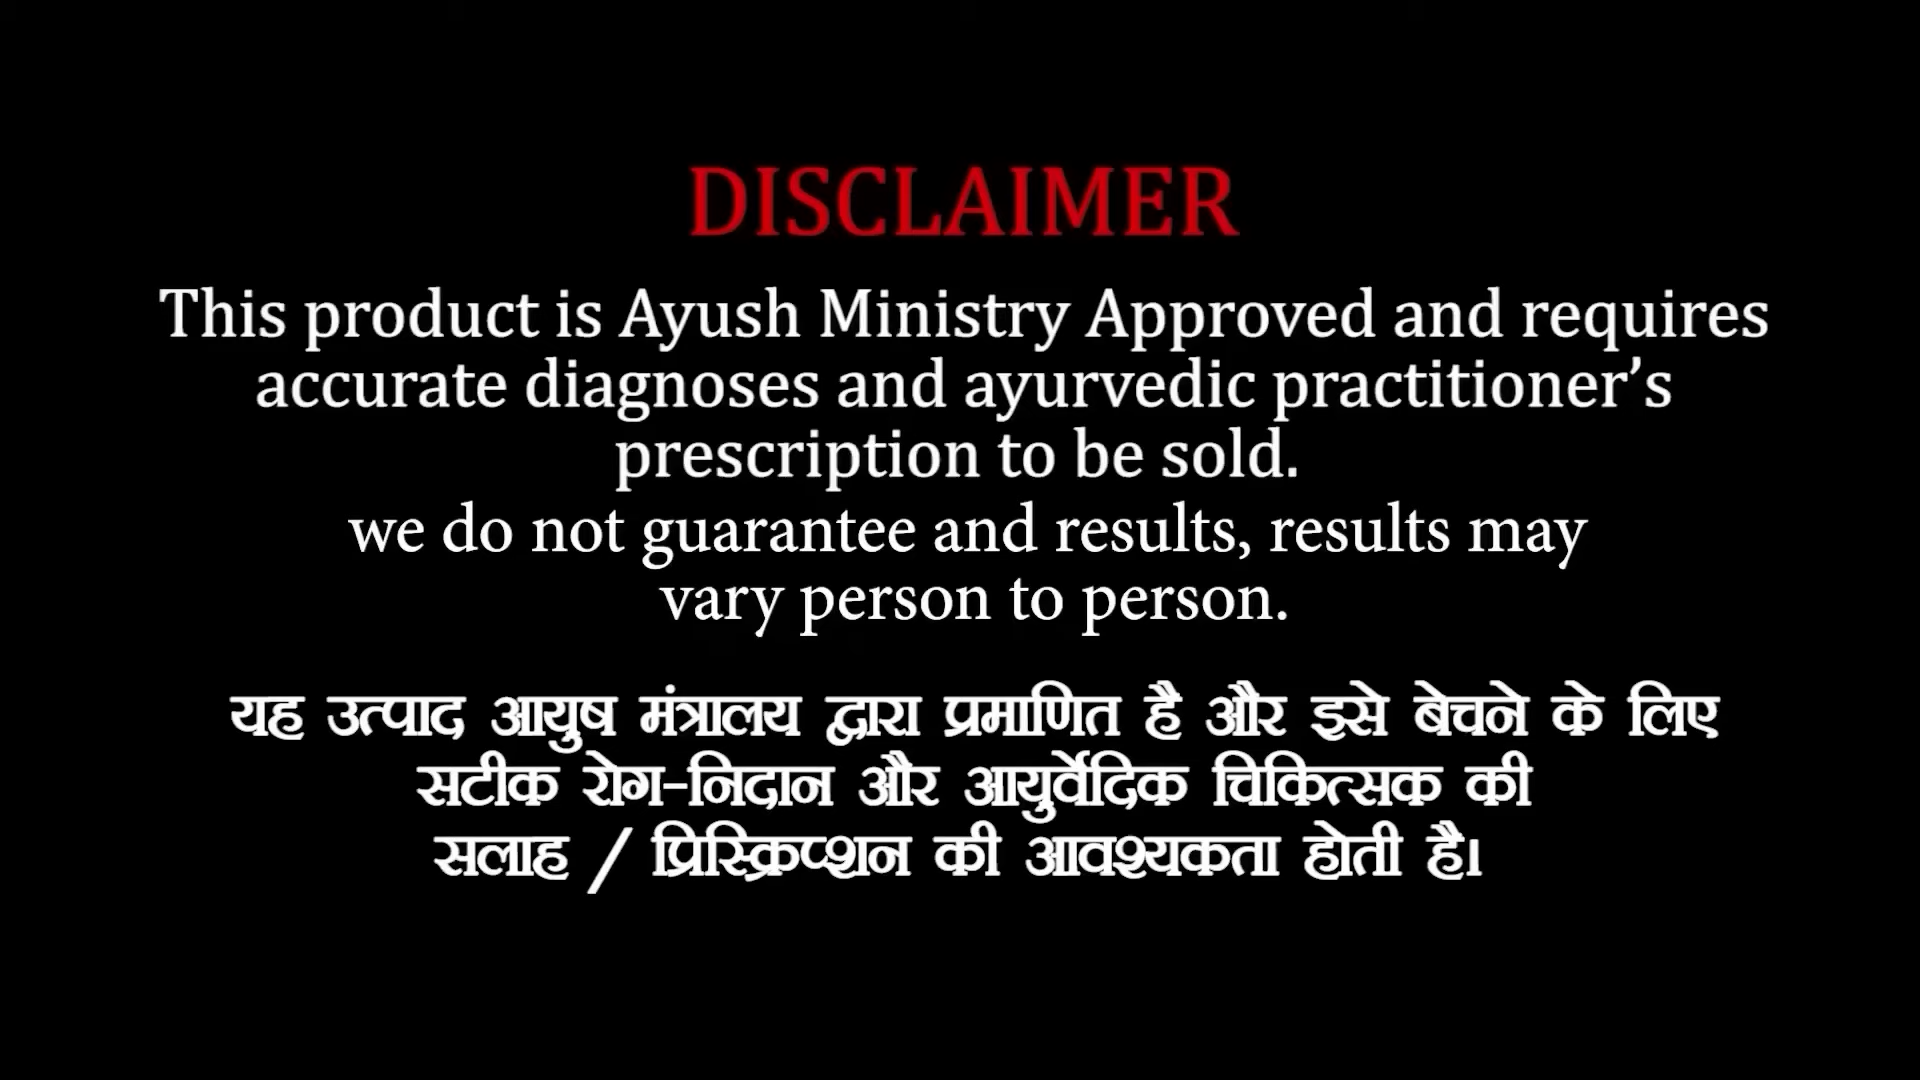 DISCLAIMER
This product is Ayush Ministry Approved and requires
accurate diagnoses and ayurvedic practitioner’s
prescription to be sold.
we do not guarantee and results, results may
vary person to person.
यह उत्पाद आयुष मंत्रालय द्वारा प्रमाणित है और इसे बेचने के लिए
सटीक रोग-निदान और आयुर्वेदिक चिकित्सक की
सलाह / प्रिस्क्रिप्शन की आवश्यकता होती है।